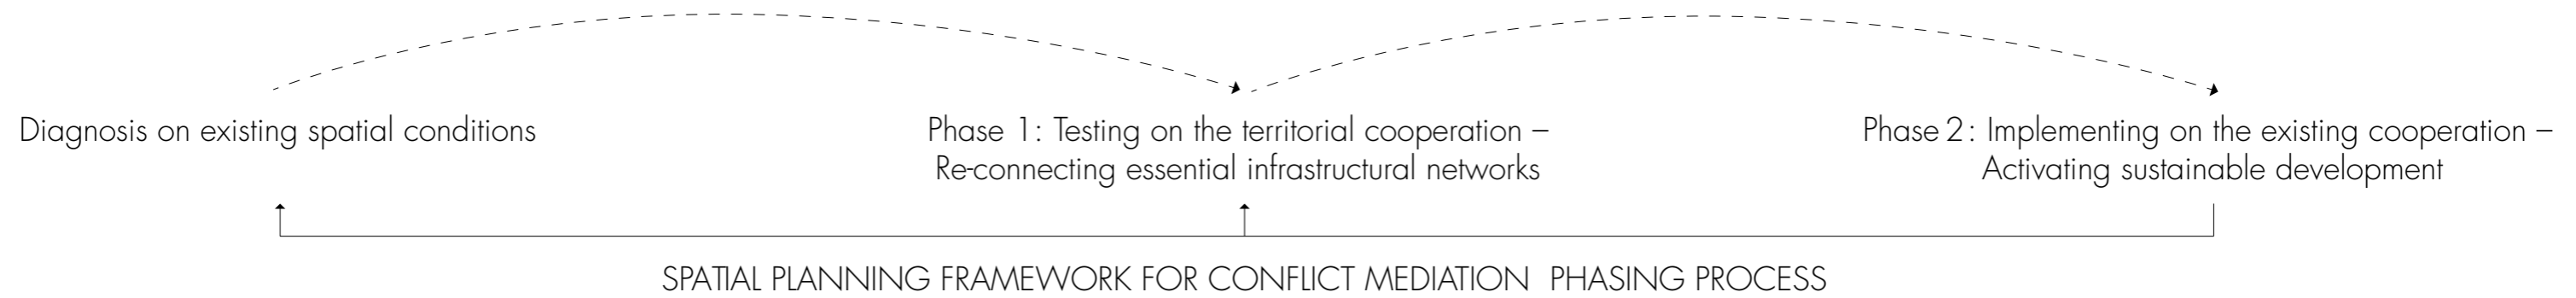 Diagnosis on existing spatial conditions
Phase 1: Testing on the territorial cooperation –
Re-connecting essential infrastructural networks
Phase 2: Implementing on the existing cooperation –
Activating sustainable development
SPATIAL PLANNING FRAMEWORK FOR CONFLICT MEDIATION PHASING PROCESS